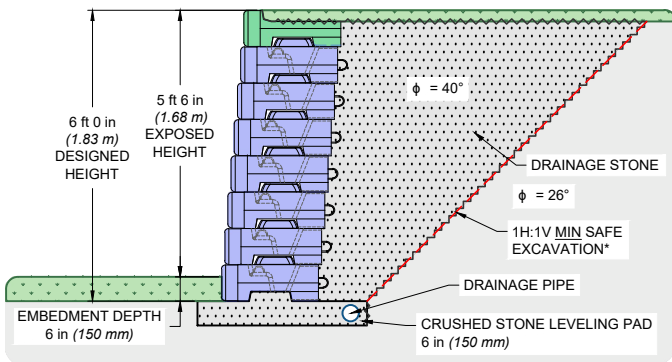 6 ft 0 in
(1.83 m)
DESIGNED
HEIGHT
5 ft 6 in
(1.68 m)
EXPOSED
HEIGHT
ϕ = 40°
DRAINAGE STONE
ϕ = 26°
1H:1V MIN SAFE
EXCAVATION*
DRAINAGE PIPE
EMBEDMENT DEPTH
6 in (150 mm)
CRUSHED STONE LEVELING PAD
6 in (150 mm)